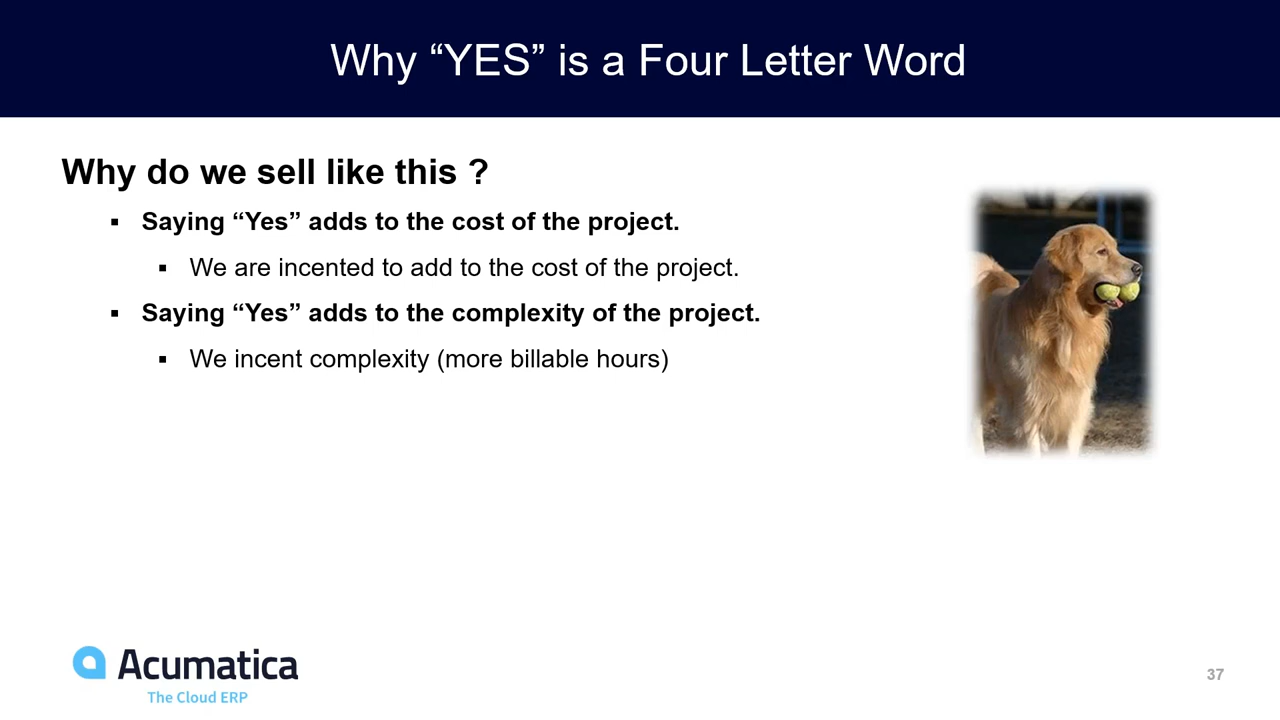 Why “YES” is a Four Letter Word
Why do we sell like this ?
▪ Saying “Yes” adds to the cost of the project.
▪ We are incented to add to the cost of the project.
▪ Saying “Yes” adds to the complexity of the project.
▪ We incent complexity (more billable hours)
Acumatica
The Cloud ERP
37